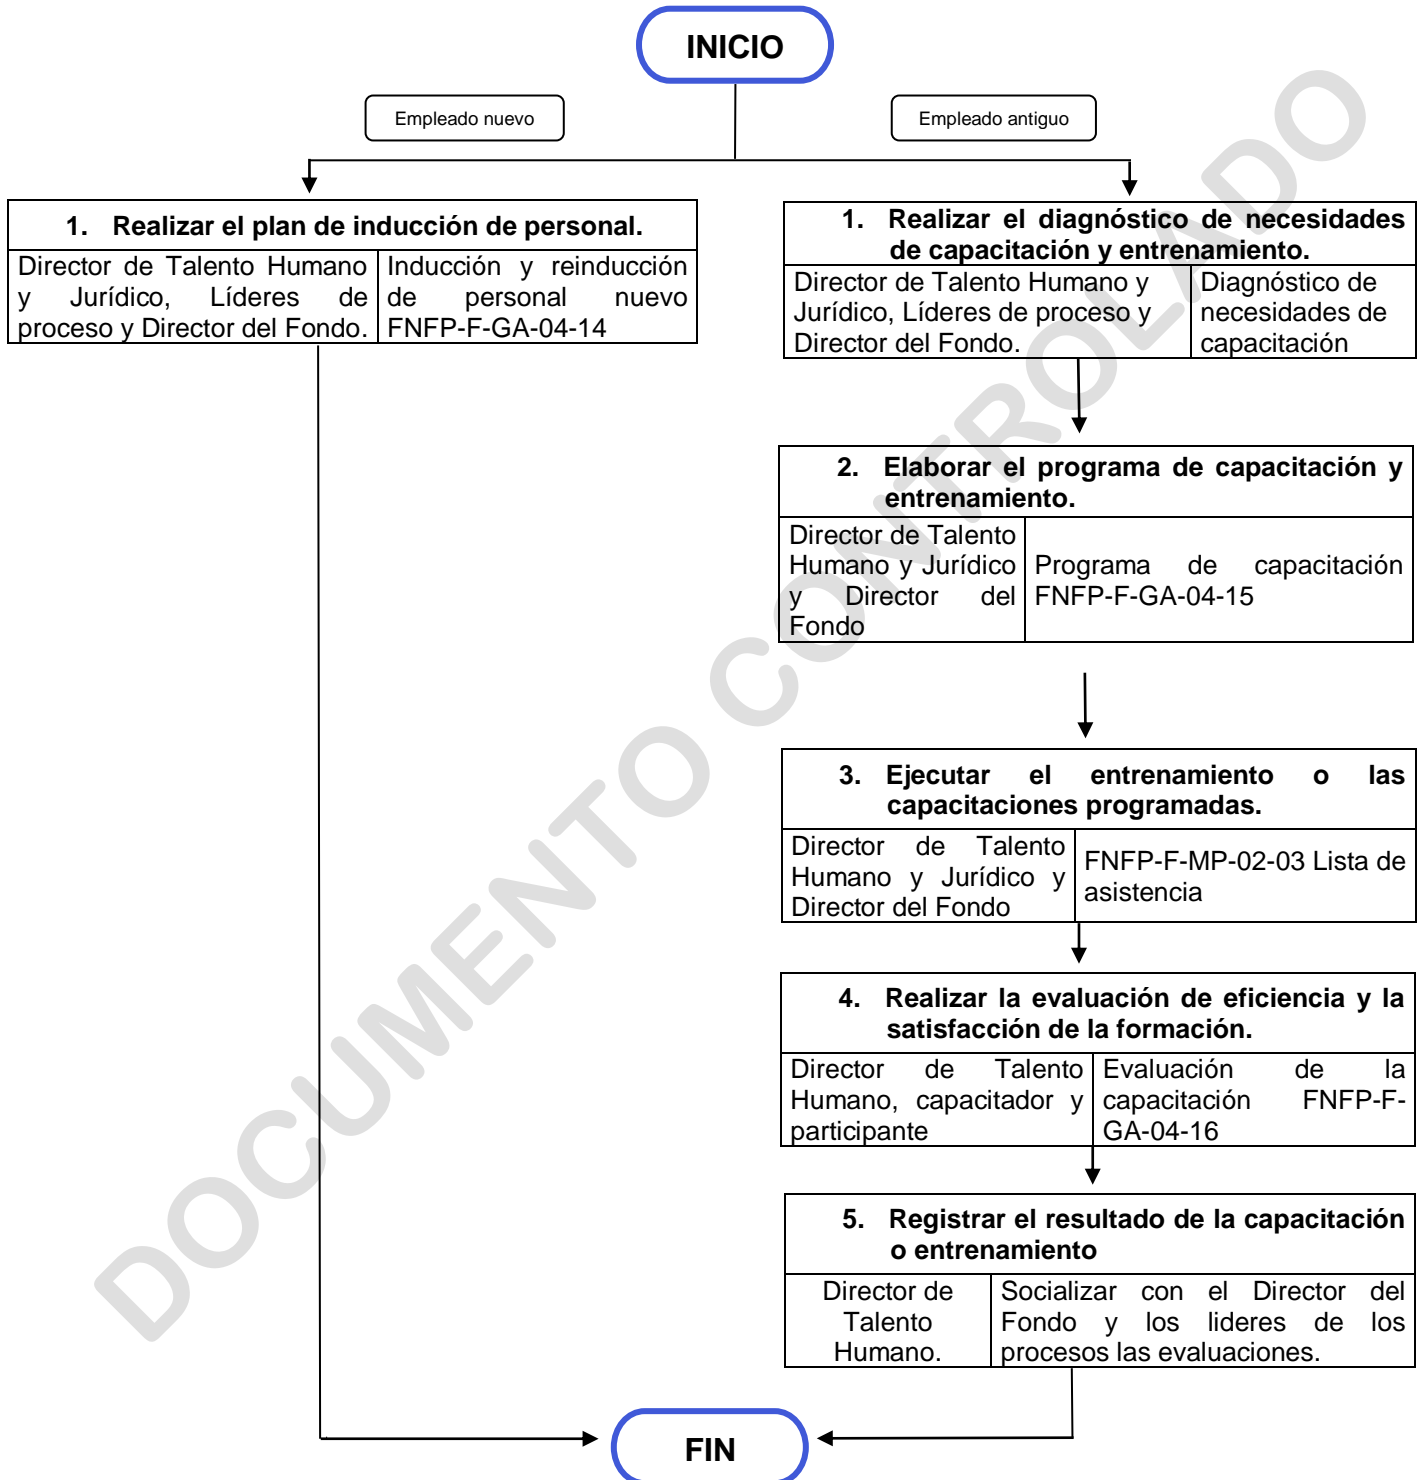 INICIO
Empleado nuevo
Empleado antiguo
1. Realizar el plan de inducción de personal.
Director de Talento Humano
y Jurídico, Líderes de
proceso y Director del Fondo.
Inducción y reinducción
de personal nuevo
FNFP-F-GA-04-14
1. Realizar el diagnóstico de necesidades
de capacitación y entrenamiento.
Director de Talento Humano y
Jurídico, Líderes de proceso y
Director del Fondo.
Diagnóstico de
necesidades de
capacitación
2. Elaborar el programa de capacitación y
entrenamiento.
Director de Talento
Humano y Jurídico
y Director del
Fondo
Programa de capacitación
FNFP-F-GA-04-15
3. Ejecutar el entrenamiento o las
capacitaciones programadas.
Director de Talento
Humano y Jurídico y
Director del Fondo
FNFP-F-MP-02-03 Lista de
asistencia
4. Realizar la evaluación de eficiencia y la
satisfacción de la formación.
Director de Talento
Humano, capacitador y
participante
Evaluación de la
capacitación FNFP-F-
GA-04-16
5. Registrar el resultado de la capacitación
o entrenamiento
Director de
Talento
Humano.
Socializar con el Director del
Fondo y los lideres de los
procesos las evaluaciones.
FIN
DOCUMENTO CONTROLADO